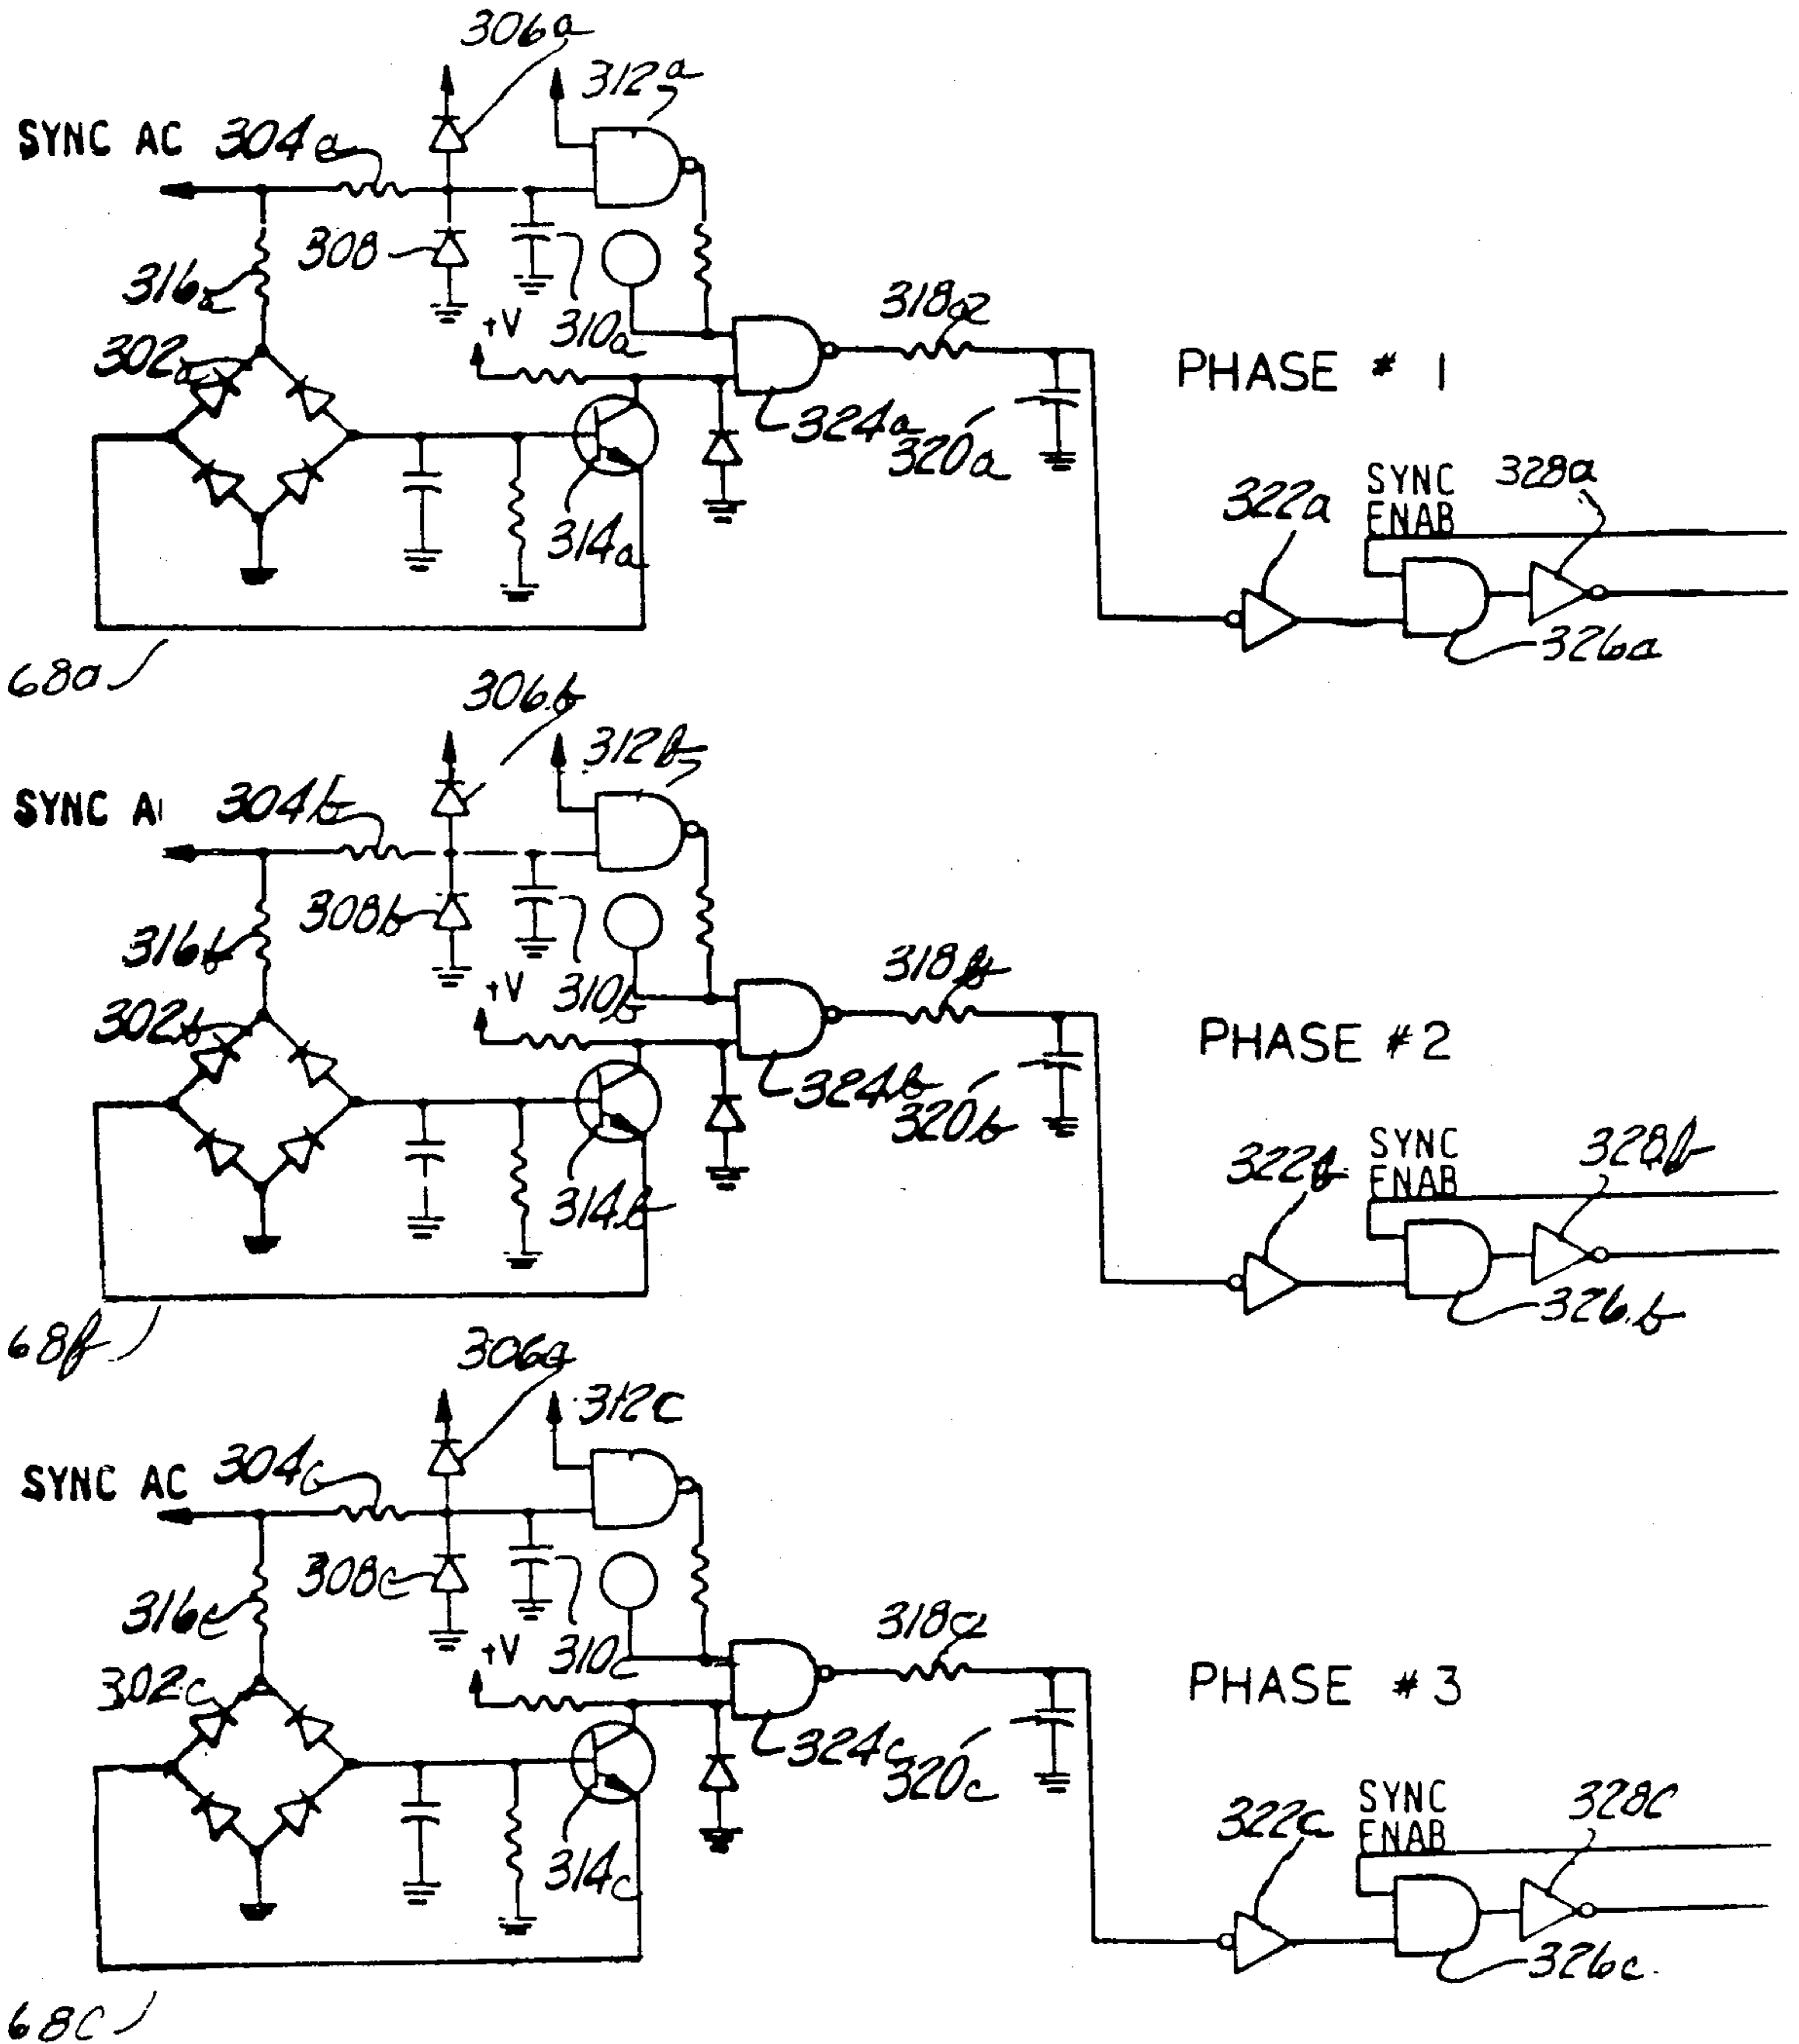 306a
312a
SYNC AC 304a
308
316a
310a
+V
318a
302a
PHASE # 1
324a
320a
SYNC
ENAB
328a
322a
314a
326a
68a
306b
312b
SYNC A
304b
308b
316b
310b
+V
318b
302b
PHASE #2
324b
320b
SYNC
ENAB
328b
322b
314b
326.b
68b
306a
312c
SYNC AC 304c
308c
316c
310c
+V
318c
302c
PHASE #3
324c
320c
SYNC
ENAB
328c
322c
314c
326c
68c